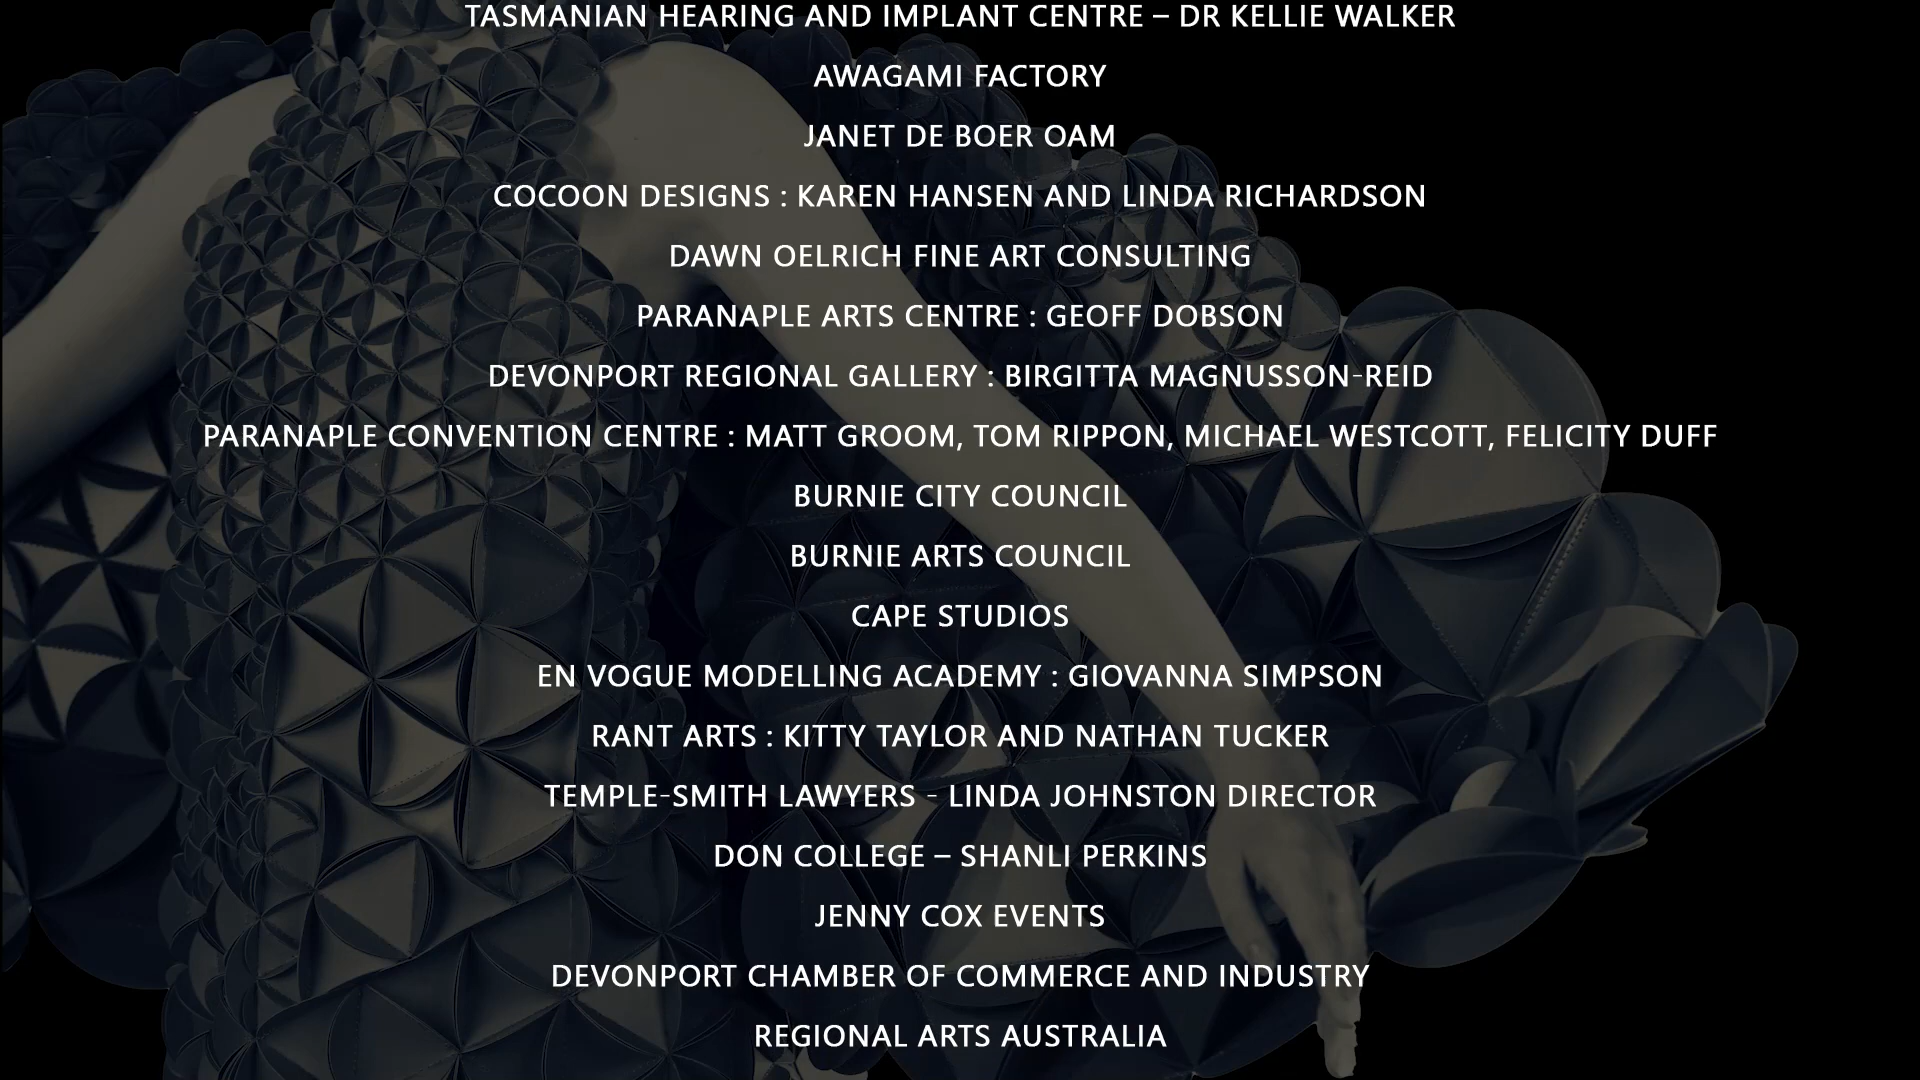 TASMANIAN HEARING AND IMPLANT CENTRE – DR KELLIE WALKER
AWAGAMI FACTORY
JANET DE BOER OAM
COCOON DESIGNS : KAREN HANSEN AND LINDA RICHARDSON
DAWN OELRICH FINE ART CONSULTING
PARANAPLE ARTS CENTRE : GEOFF DOBSON
DEVONPORT REGIONAL GALLERY : BIRGITTA MAGNUSSON-REID
PARANAPLE CONVENTION CENTRE : MATT GROOM, TOM RIPPON, MICHAEL WESTCOTT, FELICITY DUFF
BURNIE CITY COUNCIL
BURNIE ARTS COUNCIL
CAPE STUDIOS
EN VOGUE MODELLING ACADEMY : GIOVANNA SIMPSON
RANT ARTS : KITTY TAYLOR AND NATHAN TUCKER
TEMPLE-SMITH LAWYERS - LINDA JOHNSTON DIRECTOR
DON COLLEGE – SHANLI PERKINS
JENNY COX EVENTS
DEVONPORT CHAMBER OF COMMERCE AND INDUSTRY
REGIONAL ARTS AUSTRALIA